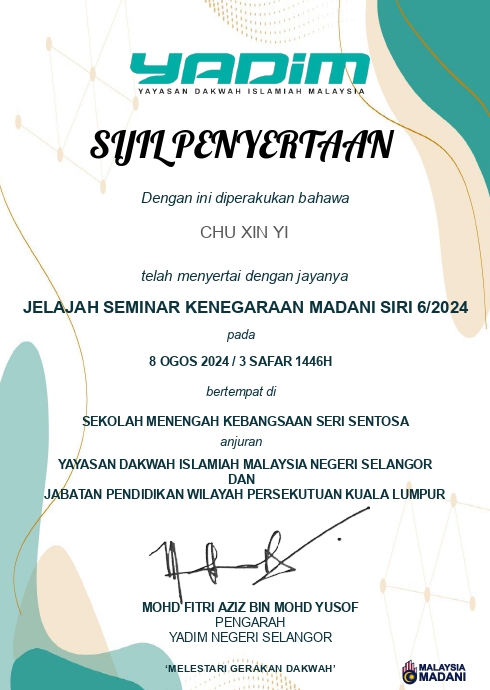 YADiM
YAYASAN DAKWAH ISLAMIAH MALAYSIA
SIJIL PENYERTAAN
Dengan ini diperakukan bahawa
CHU XIN YI
telah menyertai dengan jayanya
JELAJAH SEMINAR KENEGARAAN MADANI SIRI 6/2024
pada
8 OGOS 2024 / 3 SAFAR 1446H
bertempat di
SEKOLAH MENENGAH KEBANGSAAN SERI SENTOSA
anjuran
YAYASAN DAKWAH ISLAMIAH MALAYSIA NEGERI SELANGOR
DAN
JABATAN PENDIDIKAN WILAYAH PERSEKUTUAN KUALA LUMPUR
MOHD FITRI AZIZ BIN MOHD YUSOF
PENGARAH
YADIM NEGERI SELANGOR
‘MELESTARI GERAKAN DAKWAH’
MALAYSIA
MADANI